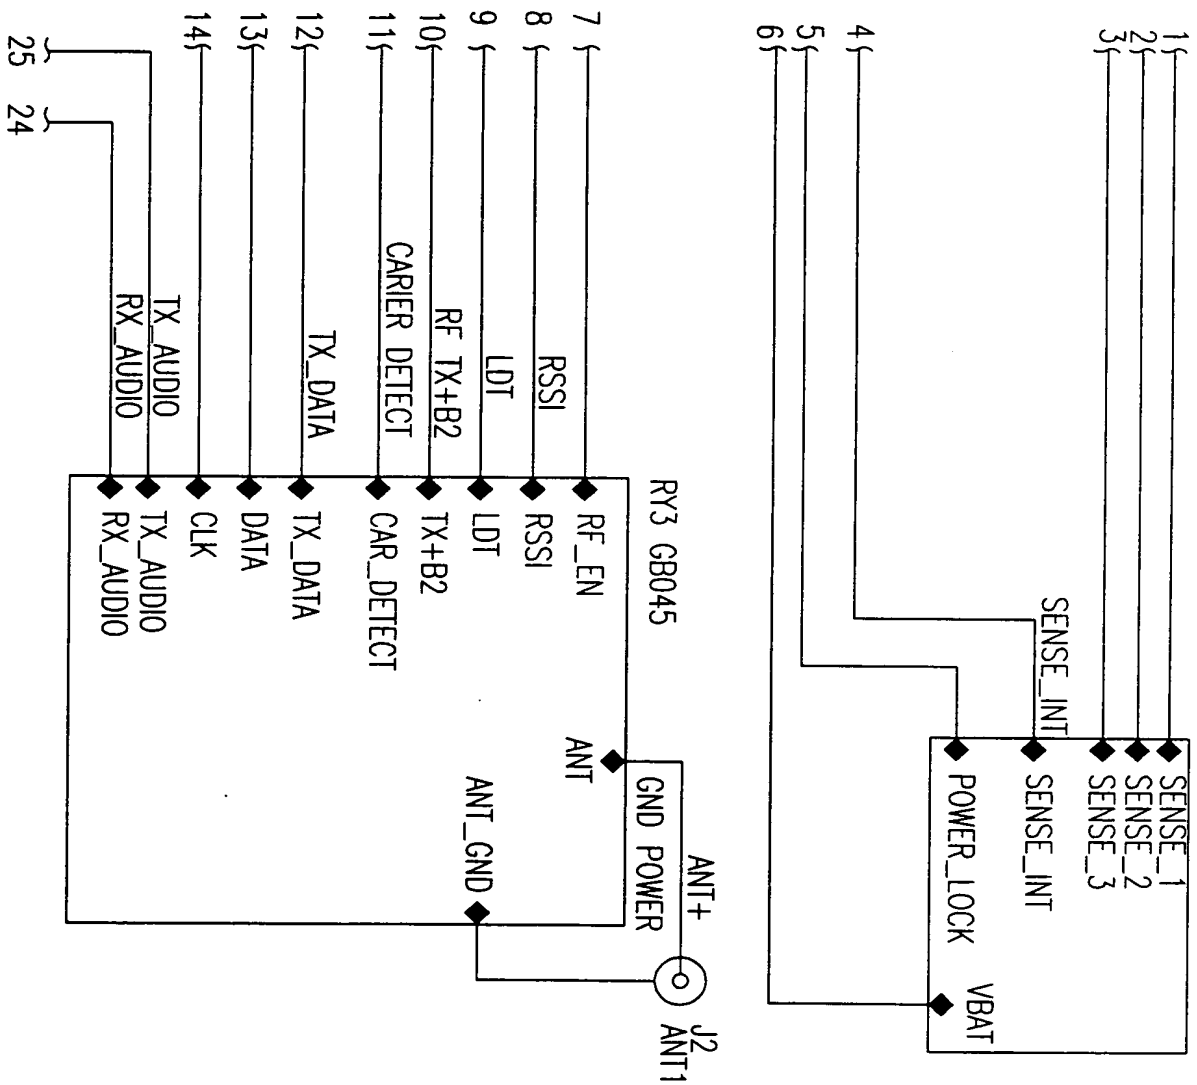 1
2
3
4
5
6
SENSE_INT
SENSE_1
SENSE_2
SENSE_3
SENSE_INT
POWER_LOCK
VBAT
7
8
9
10
11
12
13
14
25
24
RSSI
LDT
RF TX+B2
CARIER DETECT
TX_DATA
TX_AUDIO
RX_AUDIO
RY3 GB045
RF_EN
RSSI
LDT
TX+B2
CAR_DETECT
TX_DATA
DATA
CLK
TX_AUDIO
RX_AUDIO
ANT
ANT_GND
GND POWER
ANT+
J2
ANT1